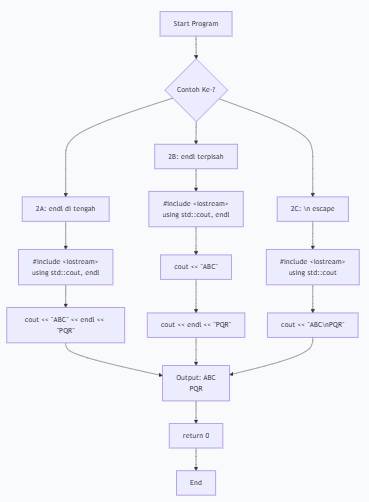 Start Program
Contoh Ke-?
2A: endl di tengah
#include <iostream>
using std::cout, endl
cout << "ABC" << endl <<
"PQR"
2B: endl terpisah
#include <iostream>
using std::cout, endl
cout << "ABC"
cout << endl << "PQR"
2C: \n escape
#include <iostream>
using std::cout
cout << "ABC\nPQR"
Output: ABC
PQR
return 0
End